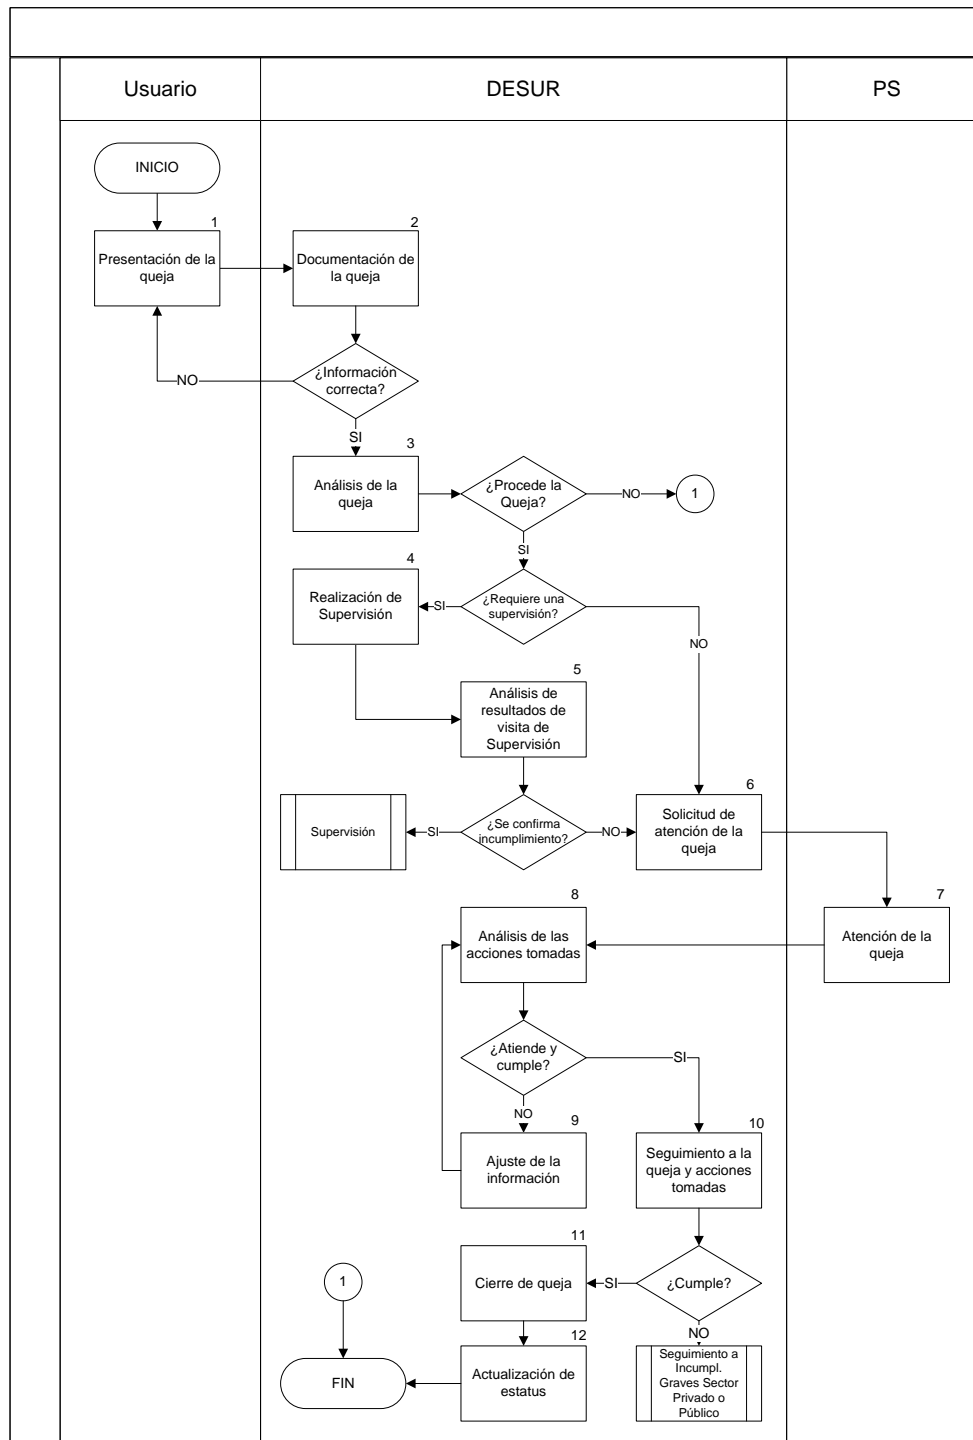 Usuario
DESUR
PS
INICIO
1
Presentación de la
queja
2
Documentación de
la queja
¿Información
correcta?
NO
SI
3
Análisis de la
queja
¿Procede la
Queja?
NO
1
SI
4
Realización de
Supervisión
SI
¿Requiere una
supervisión?
NO
5
Análisis de
resultados de
visita de
Supervisión
Supervisión
SI
¿Se confirma
incumplimiento?
NO
6
Solicitud de
atención de la
queja
7
Atención de la
queja
8
Análisis de las
acciones tomadas
¿Atiende y
cumple?
SI
NO
9
Ajuste de la
información
10
Seguimiento a la
queja y acciones
tomadas
11
Cierre de queja
SI
¿Cumple?
NO
1
12
Actualización de
estatus
FIN
Seguimiento a
Incumpl.
Graves Sector
Privado o
Público